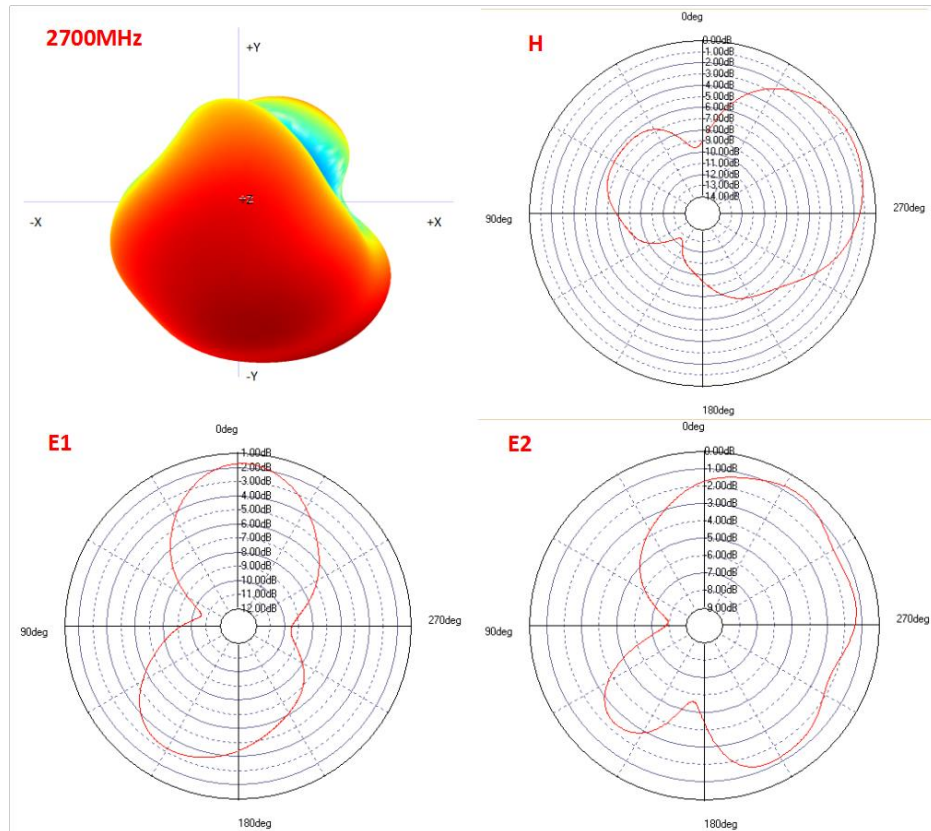 2700MHz
+Y
-X
+Z
+X
-Y
H
0deg
0.00dB
1.00dB
2.00dB
3.00dB
4.00dB
5.00dB
6.00dB
7.00dB
8.00dB
9.00dB
10.00dB
11.00dB
12.00dB
13.00dB
14.00dB
90deg
270deg
180deg
E1
0deg
1.00dB
2.00dB
3.00dB
4.00dB
5.00dB
6.00dB
7.00dB
8.00dB
9.00dB
10.00dB
11.00dB
12.00dB
90deg
270deg
180deg
E2
0deg
0.00dB
1.00dB
2.00dB
3.00dB
4.00dB
5.00dB
6.00dB
7.00dB
8.00dB
9.00dB
90deg
270deg
180deg